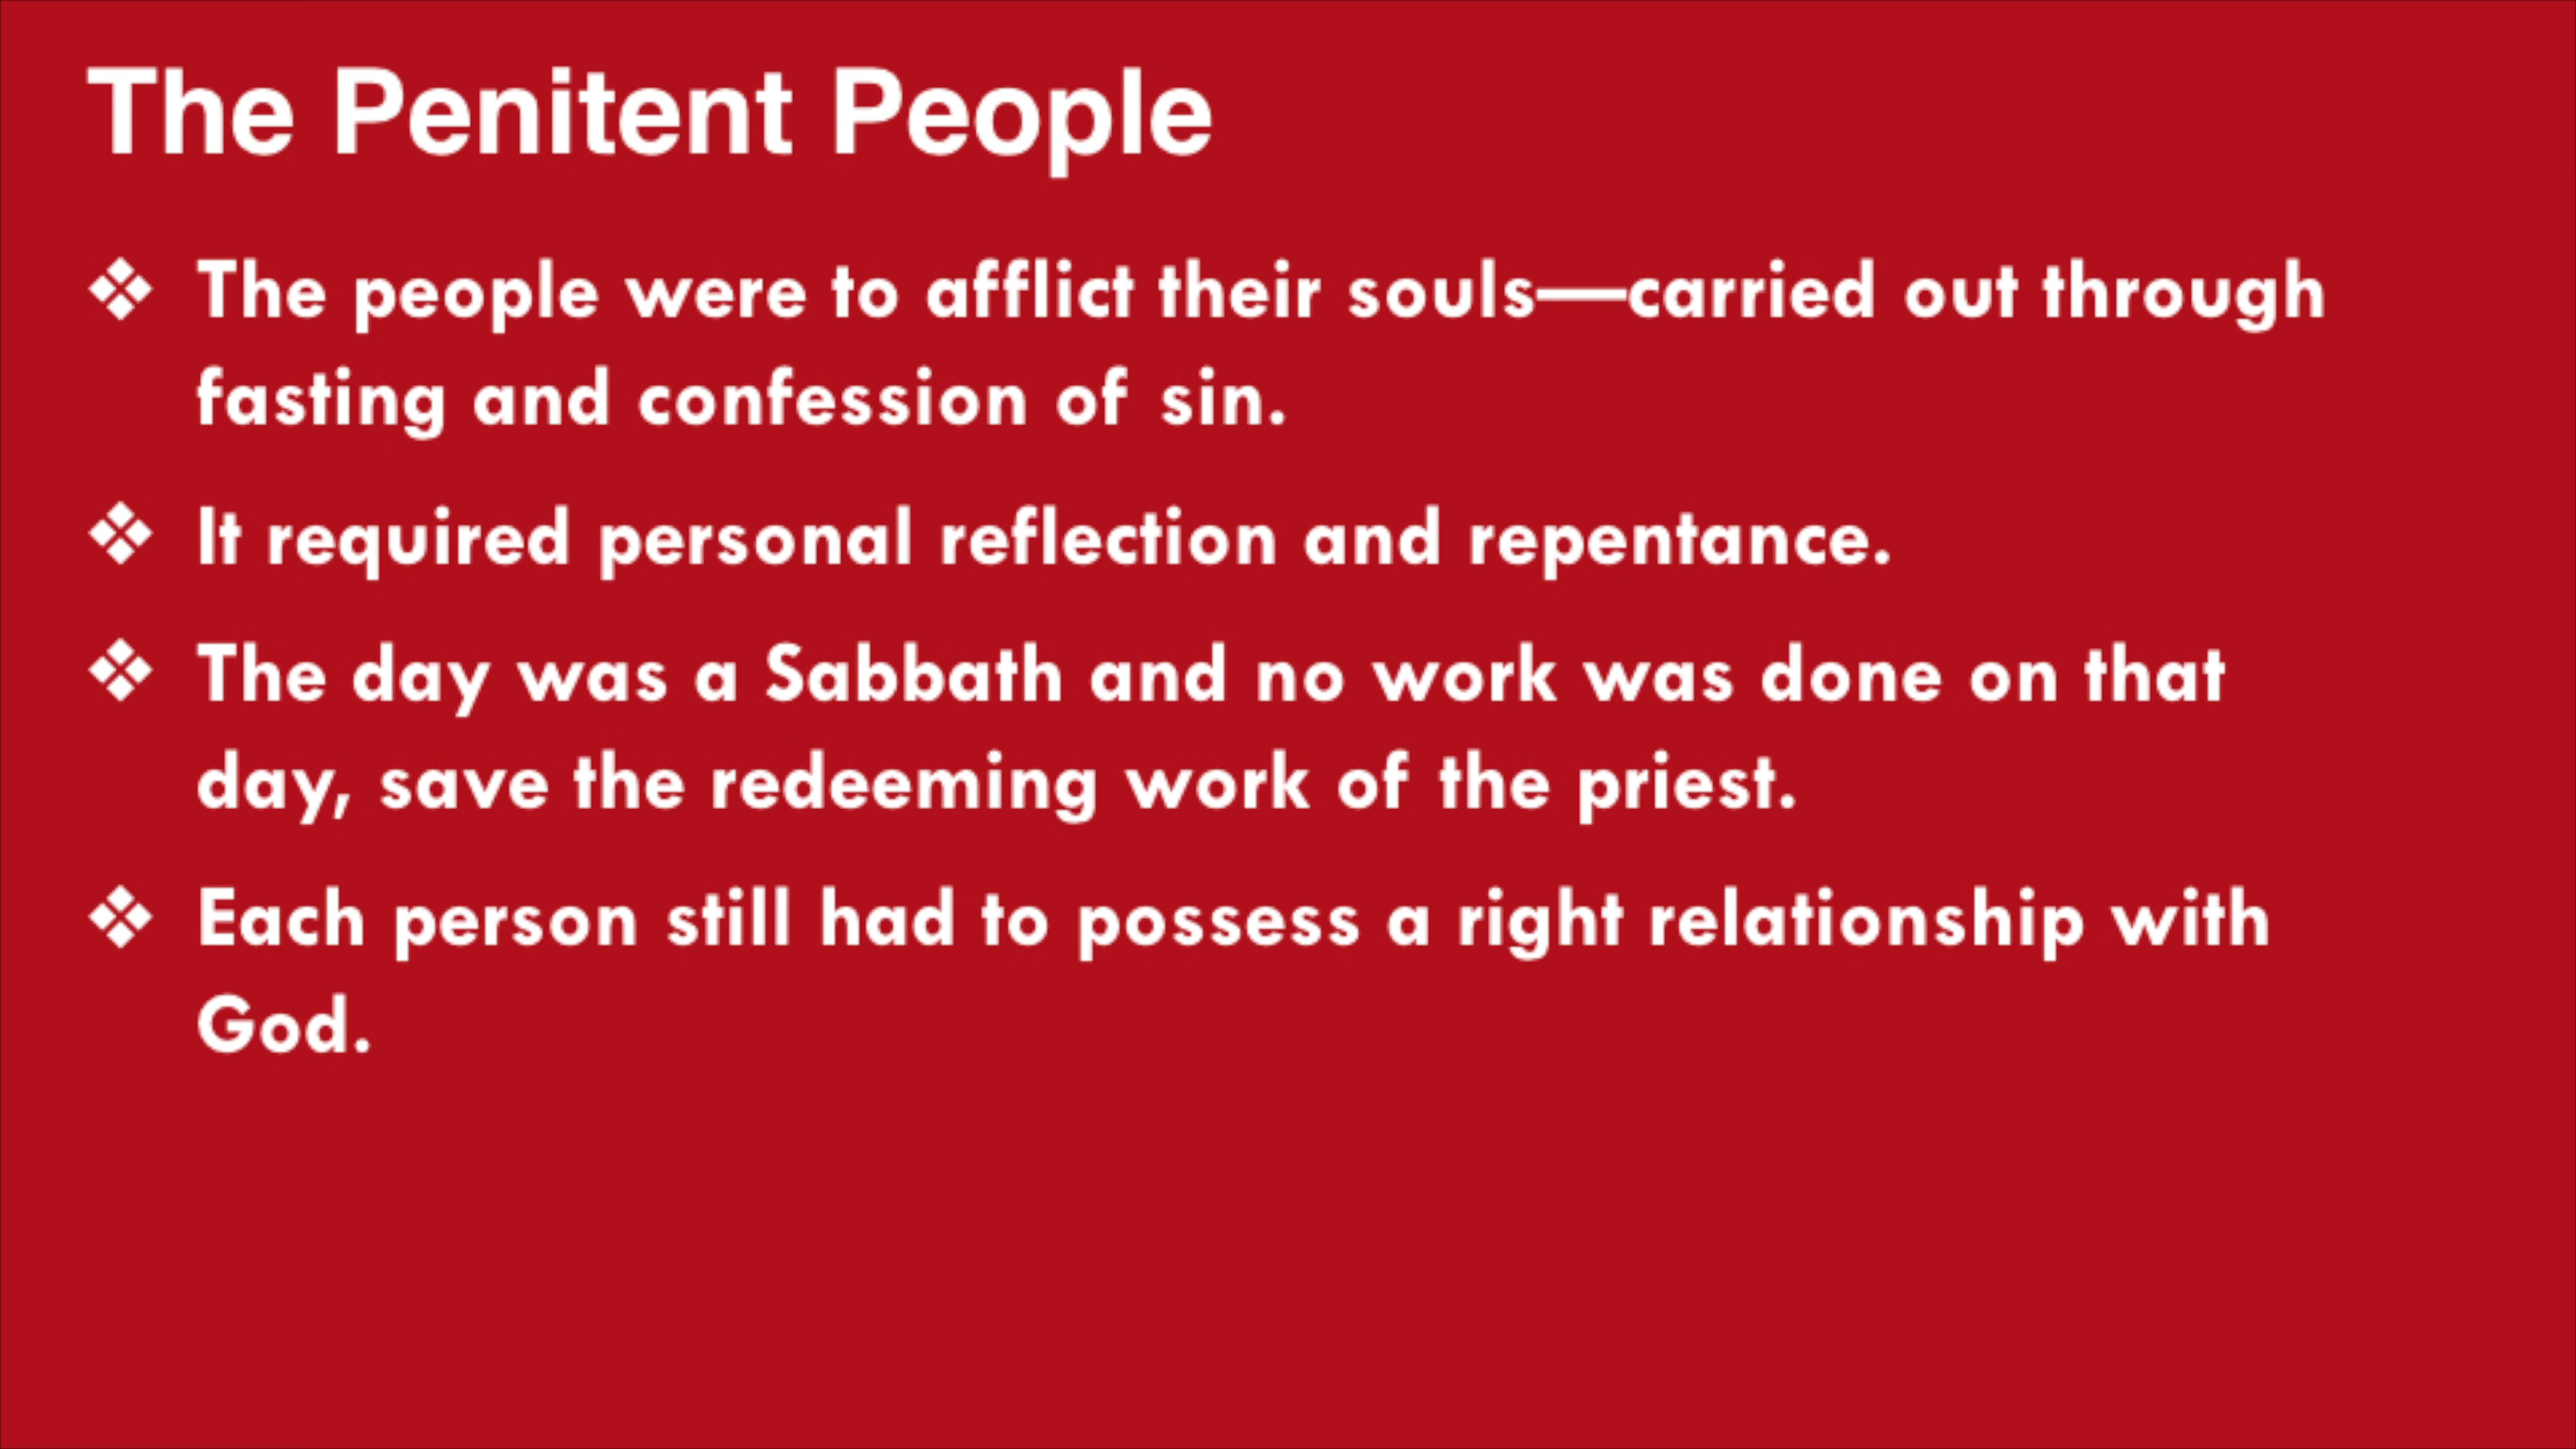 The Penitent People
❖ The people were to afflict their souls—carried out through
fasting and confession of sin.
❖ It required personal reflection and repentance.
❖ The day was a Sabbath and no work was done on that
day, save the redeeming work of the priest.
❖ Each person still had to possess a right relationship with
God.